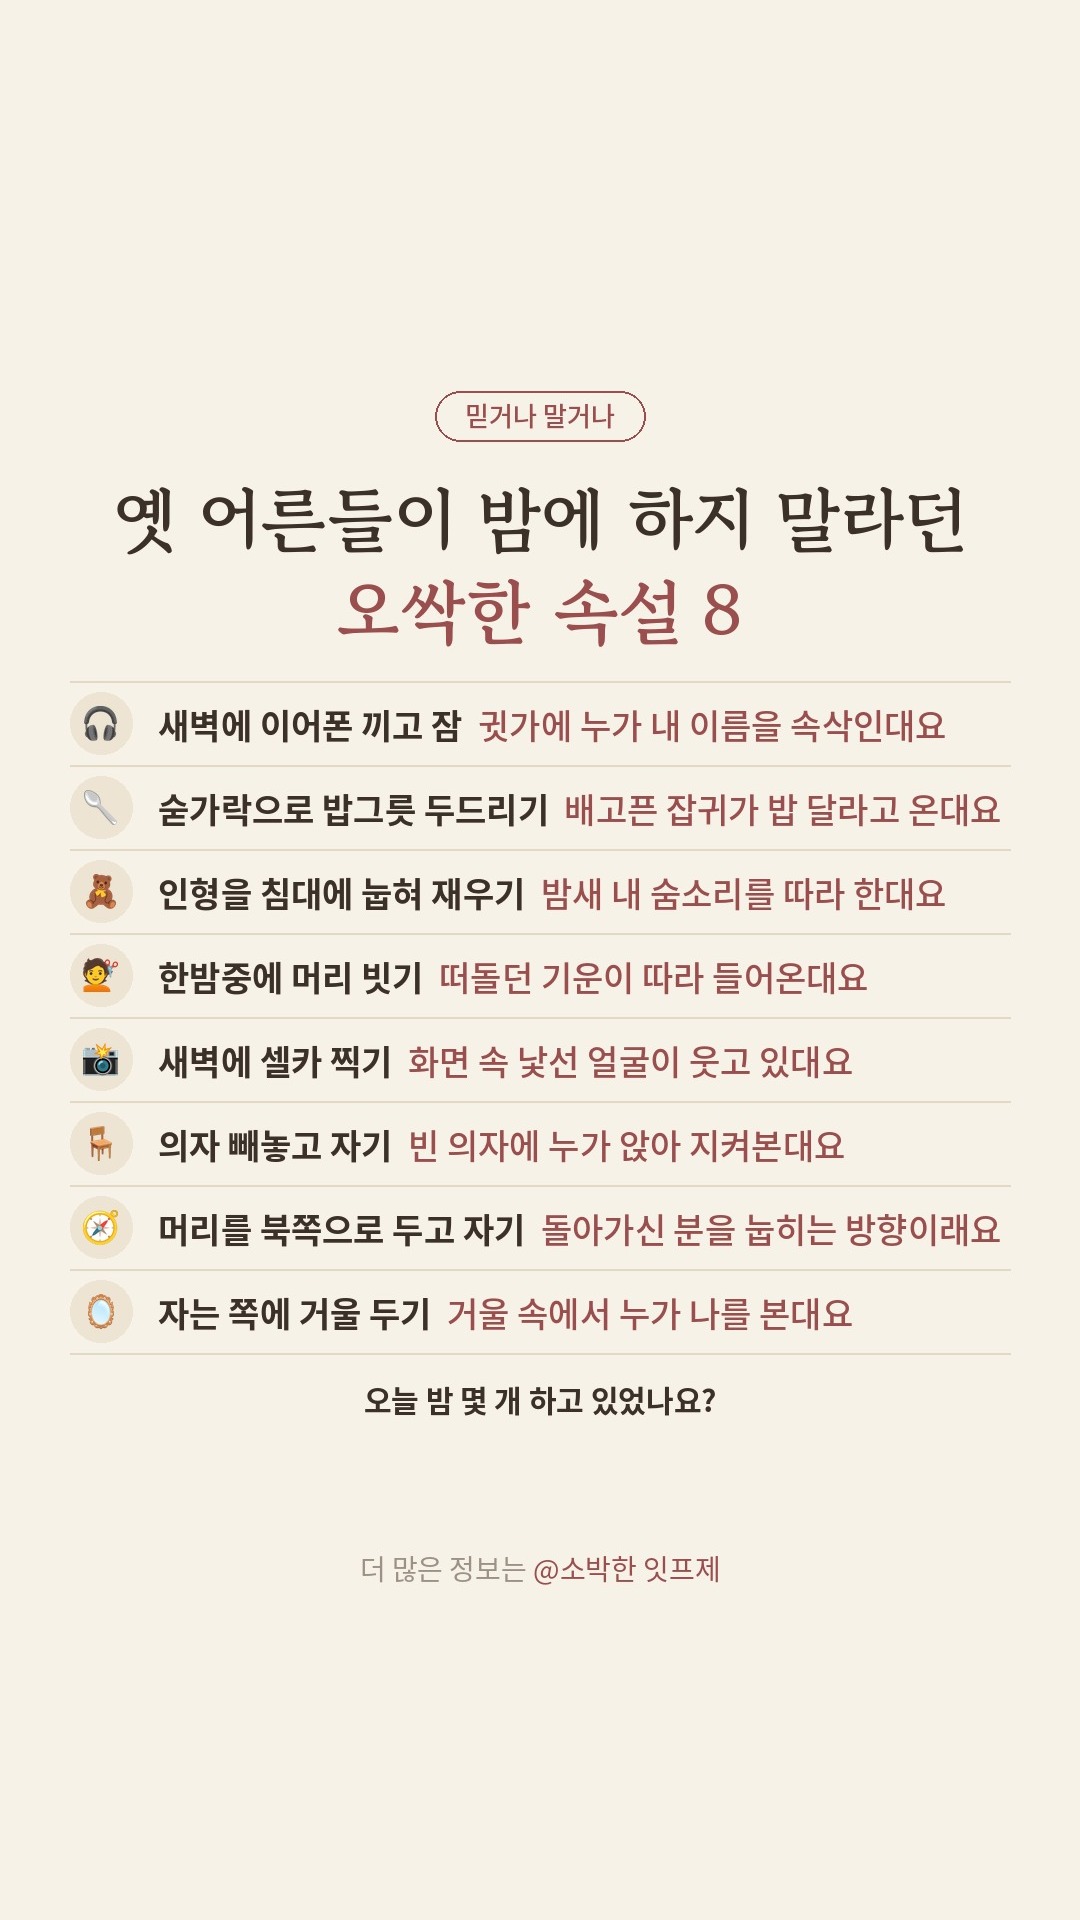 믿거나 말거나
옛 어른들이 밤에 하지 말라던
오싹한 속설 8
새벽에 이어폰 끼고 잠 귓가에 누가 내 이름을 속삭인대요
숟가락으로 밥그릇 두드리기 배고픈 잡귀가 밥 달라고 온대요
인형을 침대에 눕혀 재우기 밤새 내 숨소리를 따라 한대요
한밤중에 머리 빗기 떠돌던 기운이 따라 들어온대요
새벽에 셀카 찍기 화면 속 낯선 얼굴이 웃고 있대요
의자 빼놓고 자기 빈 의자에 누가 앉아 지켜본대요
머리를 북쪽으로 두고 자기 돌아가신 분을 눕히는 방향이래요
자는 쪽에 거울 두기 거울 속에서 누가 나를 본대요
오늘 밤 몇 개 하고 있었나요?
더 많은 정보는 @소박한 잇프제